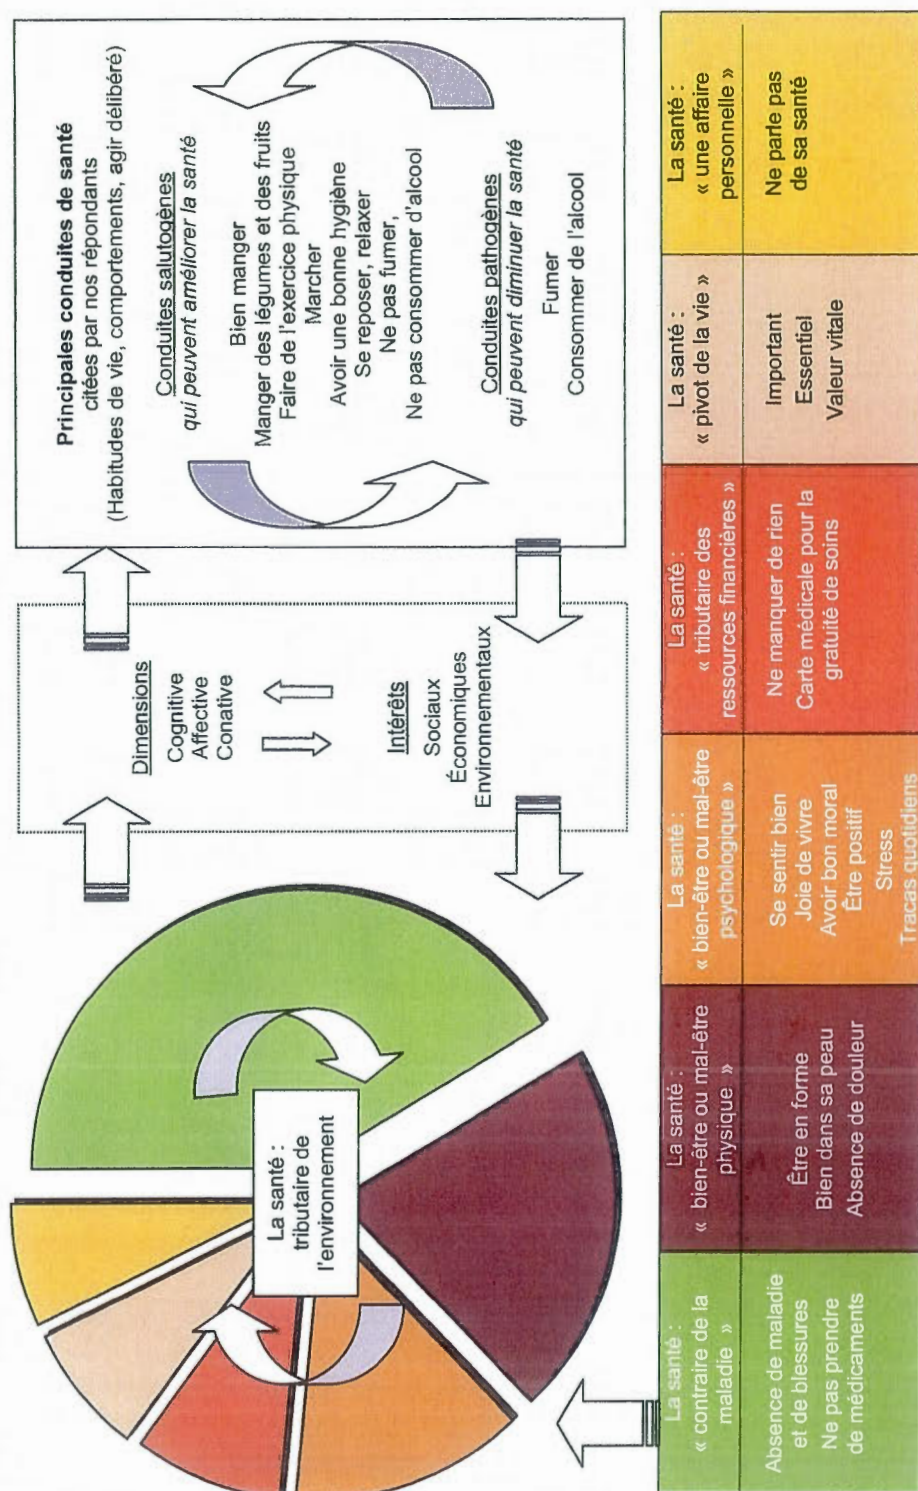 La santé :
tributaire de
l'environnement
Dimensions
Cognitive
Affective
Conative
Intérêts
Sociaux
Économiques
Environnementaux
Principales conduites de santé
citées par nos répondants
(Habitudes de vie, comportements, agir délibéré)
Conduites salutogènes
qui peuvent améliorer la santé
Bien manger
Manger des légumes et des fruits
Faire de l'exercice physique
Marcher
Avoir une bonne hygiène
Se reposer, relaxer
Ne pas fumer,
Ne pas consommer d'alcool
Conduites pathogènes
qui peuvent diminuer la santé
Fumer
Consommer de l'alcool
La santé :
« contraire de la
maladie »
Absence de maladie
et de blessures
Ne pas prendre
de médicaments
La santé :
« bien-être ou mal-être
physique »
Être en forme
Bien dans sa peau
Absence de douleur
La santé :
« bien-être ou mal-être
psychologique »
Se sentir bien
Joie de vivre
Avoir bon moral
Être positif
Stress
Tracas quotidiens
La santé :
« tributaire des
ressources financières »
Ne manquer de rien
Carte médicale pour la
gratuité de soins
La santé :
« pivot de la vie »
Important
Essentiel
Valeur vitale
La santé :
« une affaire
personnelle »
Ne parle pas
de sa santé